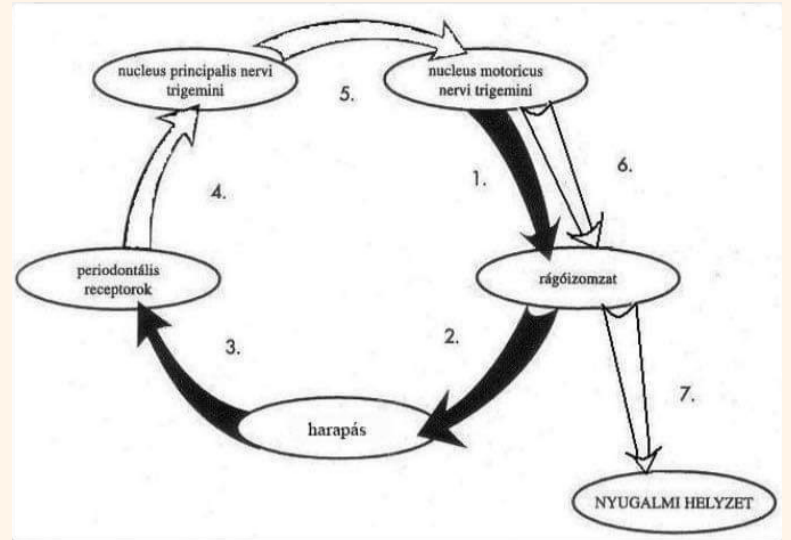 nucleus principalis nervi
trigemini
nucleus motoricus
nervi trigemini
5.
1.
6.
4.
periodontális
receptorok
rágóizomzat
3.
2.
harapás
7.
NYUGALMI HELYZET